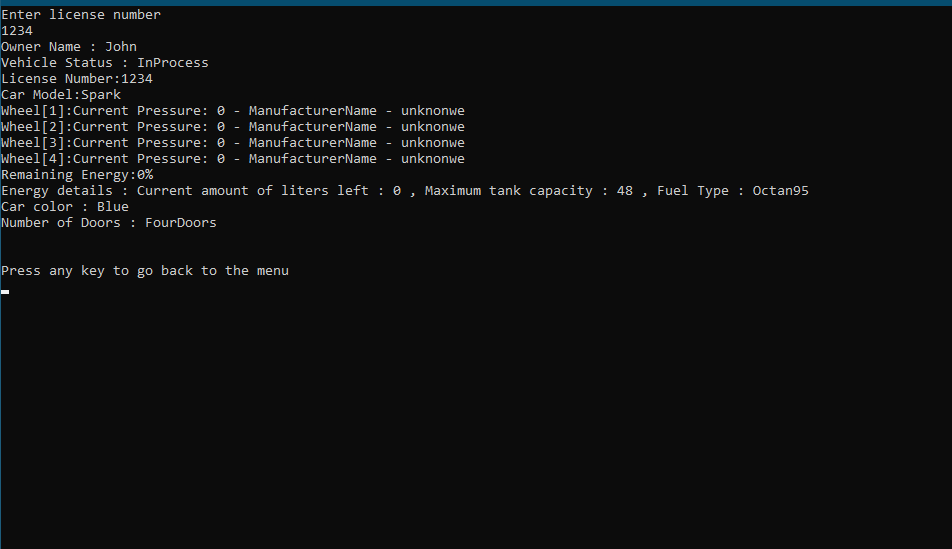 Enter license number
1234
Owner Name : John
Vehicle Status : InProcess
License Number:1234
Car Model:Spark
Wheel[1]:Current Pressure: 0 - ManufacturerName - unknonwe
Wheel[2]:Current Pressure: 0 - ManufacturerName - unknonwe
Wheel[3]:Current Pressure: 0 - ManufacturerName - unknonwe
Wheel[4]:Current Pressure: 0 - ManufacturerName - unknonwe
Remaining Energy:0%
Energy details : Current amount of liters left : 0 , Maximum tank capacity : 48 , Fuel Type : Octan95
Car color : Blue
Number of Doors : FourDoors
Press any key to go back to the menu